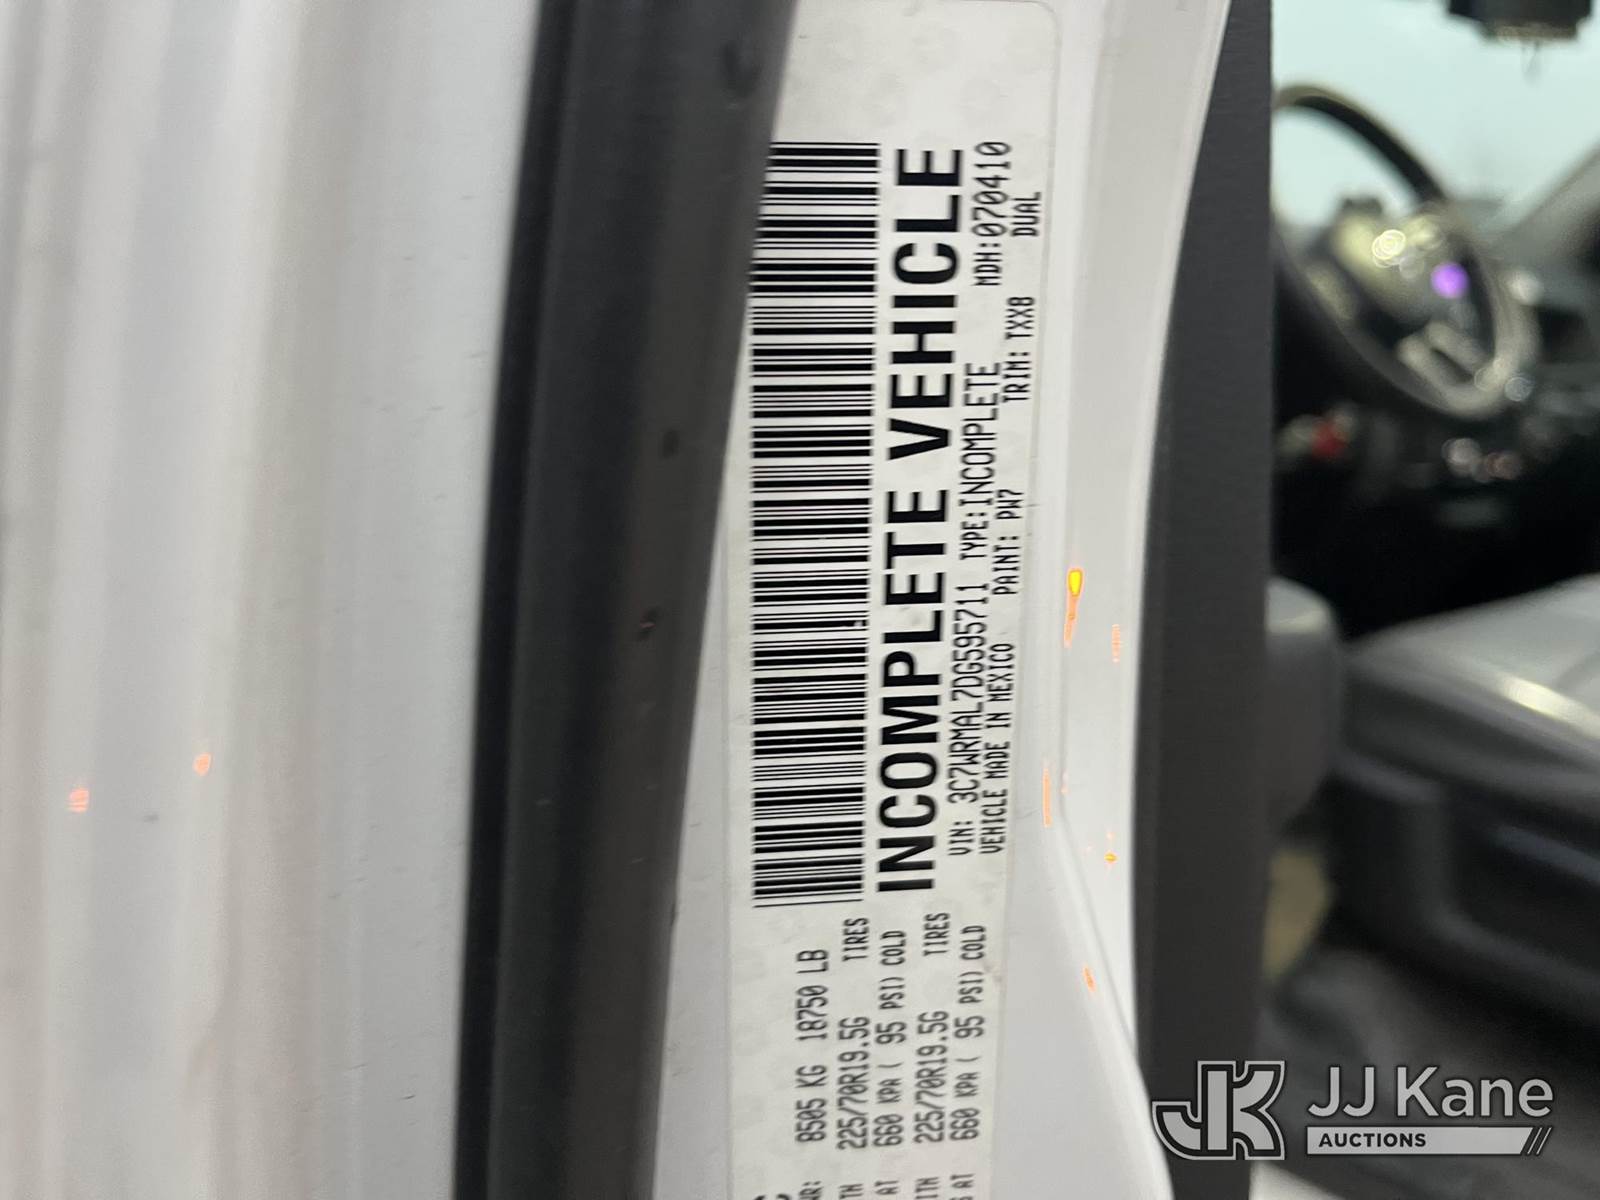 8505 KG 18750 LB
225/70R19.5G TIRES
660 KPA ( 95 PSI) COLD
225/70R19.5G TIRES
660 KPA ( 95 PSI) COLD
INCOMPLETE VEHICLE
VIN: 3C7WRMAL7DG595711 TYPE:INCOMPLETE MDH:070410
VEHICLE MADE IN MEXICO PAINT: PW7 TRIM: TXX8 DUAL
JK JJ Kane
AUCTIONS